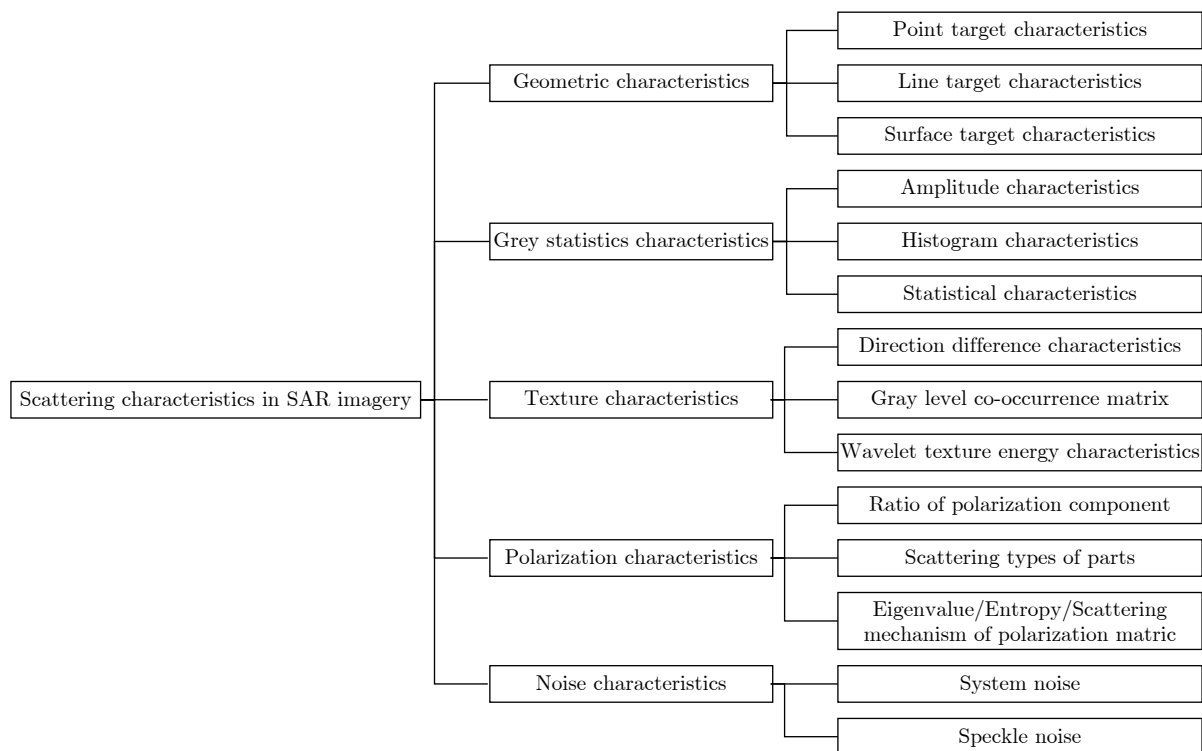 Scattering characteristics in SAR imagery
Geometric characteristics
Point target characteristics
Line target characteristics
Surface target characteristics
Grey statistics characteristics
Amplitude characteristics
Histogram characteristics
Statistical characteristics
Texture characteristics
Direction difference characteristics
Gray level co-occurrence matrix
Wavelet texture energy characteristics
Polarization characteristics
Ratio of polarization component
Scattering types of parts
Eigenvalue/Entropy/Scattering
mechanism of polarization matric
Noise characteristics
System noise
Speckle noise